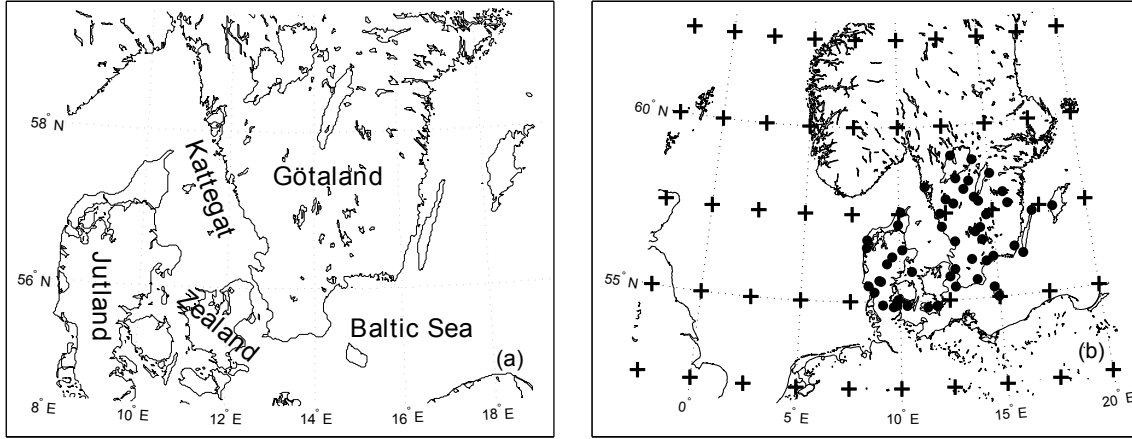 58° N
Kattegat
Götaland
Jutland
56° N
Zealand
Baltic Sea
(a)
8° E
10° E
12° E
14° E
16° E
18° E
60° N
55° N
(b)
0°
5° E
10° E
15° E
20° E